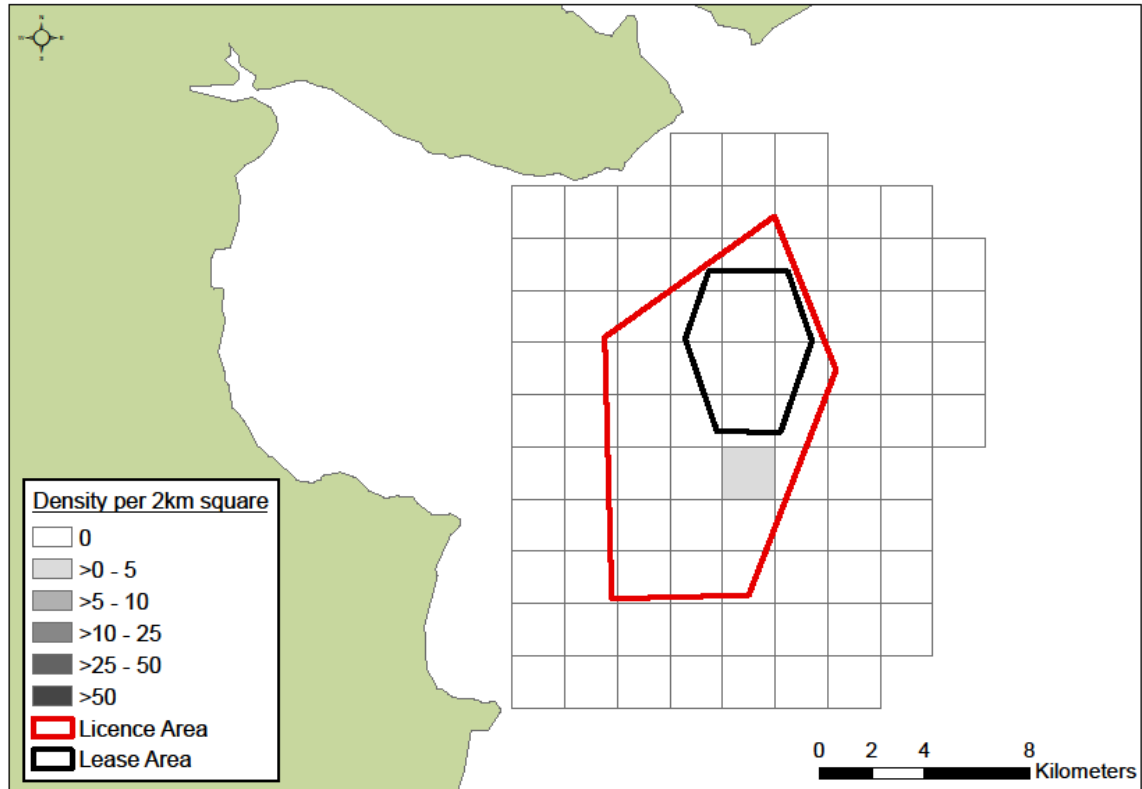 N
W E
S
Density per 2km square
0
>0 - 5
>5 - 10
>10 - 25
>25 - 50
>50
Licence Area
Lease Area
0 2 4 8
Kilometers